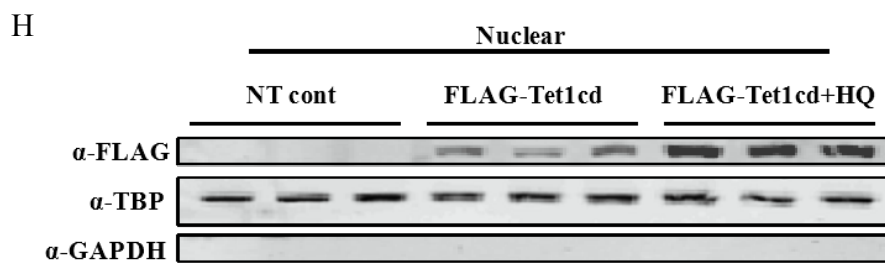 H
Nuclear
NT cont FLAG-Tet1cd FLAG-Tet1cd+HQ
α-FLAG
α-TBP
α-GAPDH